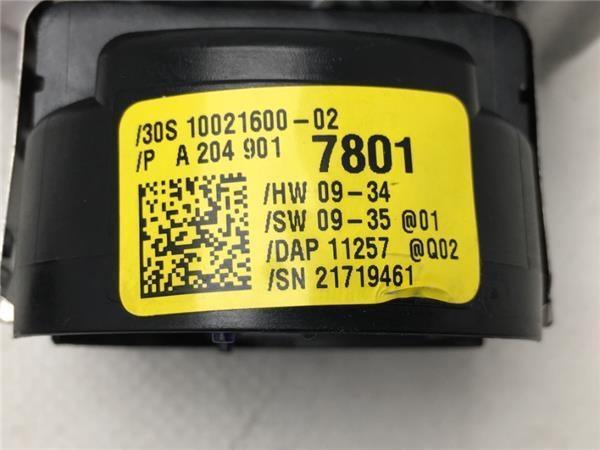 /30S 10021600-02
/P A 204 901 7801
/HW 09-34
/SW 09-35 @01
/DAP 11257 @Q02
/SN 21719461